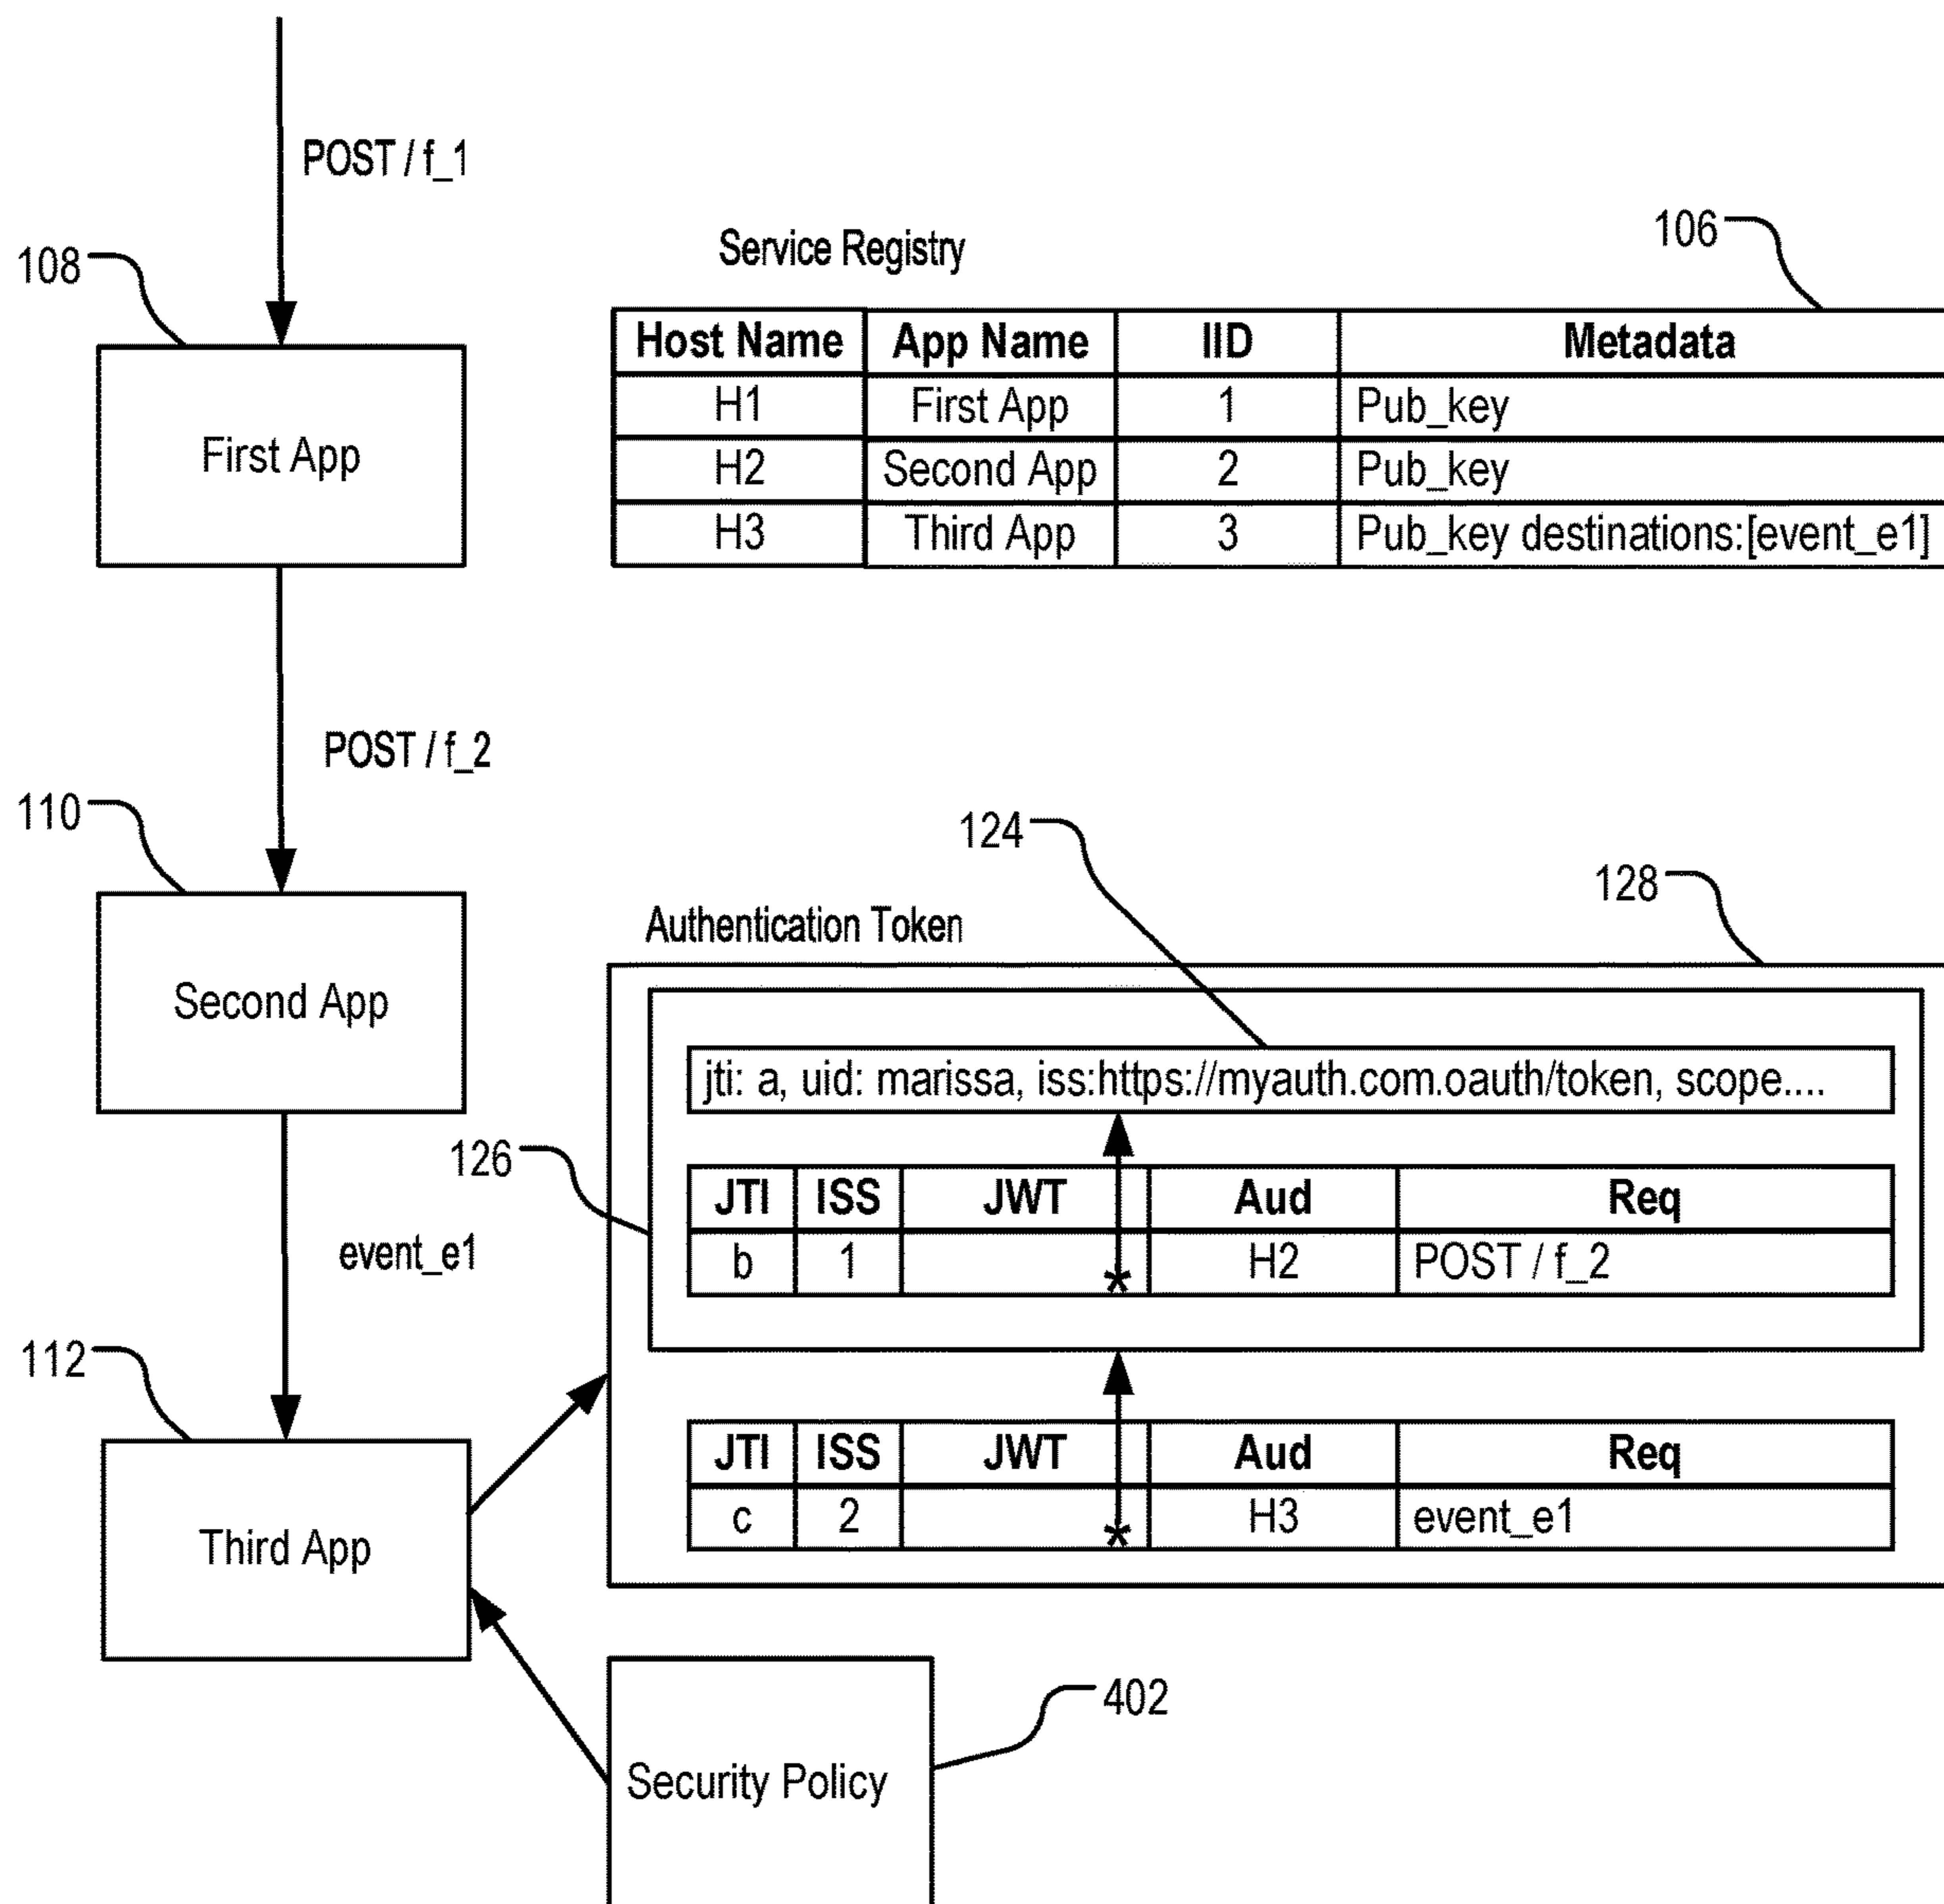 POST / f_1
108
First App
Service Registry
106
Host Name App Name IID Metadata
H1 First App 1 Pub_key
H2 Second App 2 Pub_key
H3 Third App 3 Pub_key destinations:[event_e1]
POST / f_2
110
Second App
124
128
Authentication Token
jti: a, uid: marissa, iss:https://myauth.com.oauth/token, scope....
126
JTI ISS JWT Aud Req
b 1 * H2 POST / f_2
event_e1
112
Third App
JTI ISS JWT Aud Req
c 2 * H3 event_e1
402
Security Policy